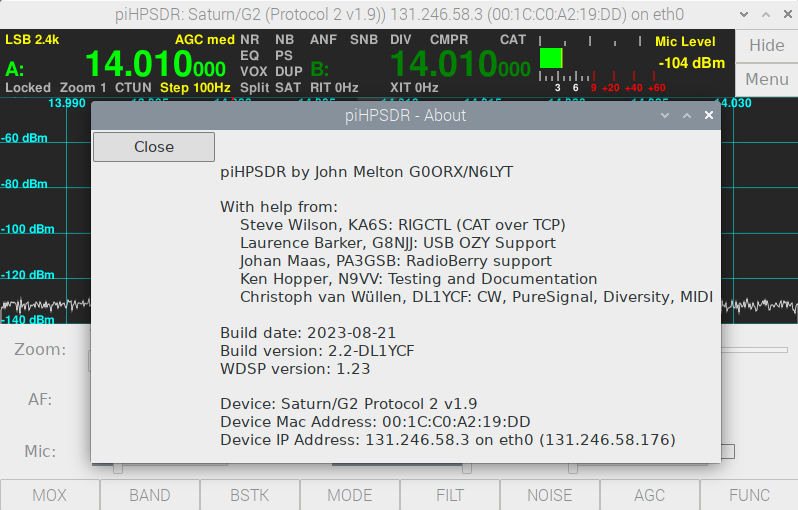 piHPSDR: Saturn/G2 (Protocol 2 v1.9)) 131.246.58.3 (00:1C:C0:A2:19:DD) on eth0
LSB 2.4k AGC med NR NB ANF SNB DIV CMPR CAT Mic Level Hide
EQ PS
A: 14.010000 VOX DUP B: 14.010000 -104 dBm Menu
Locked Zoom 1 CTUN Step 100Hz Split SAT RIT 0Hz XIT 0Hz 3 6 9 +20 +40 +60
13.990 14.030
piHPSDR - About
Close
-60 dBm
-80 dBm
-100 dBm
-120 dBm
-140 dBm
piHPSDR by John Melton G0ORX/N6LYT
With help from:
Steve Wilson, KA6S: RIGCTL (CAT over TCP)
Laurence Barker, G8NJJ: USB OZY Support
Johan Maas, PA3GSB: RadioBerry support
Ken Hopper, N9VV: Testing and Documentation
Christoph van Wüllen, DL1YCF: CW, PureSignal, Diversity, MIDI
Build date: 2023-08-21
Build version: 2.2-DL1YCF
WDSP version: 1.23
Device: Saturn/G2 Protocol 2 v1.9
Device Mac Address: 00:1C:C0:A2:19:DD
Device IP Address: 131.246.58.3 on eth0 (131.246.58.176)
Zoom:
AF:
Mic:
MOX BAND BSTK MODE FILT NOISE AGC FUNC